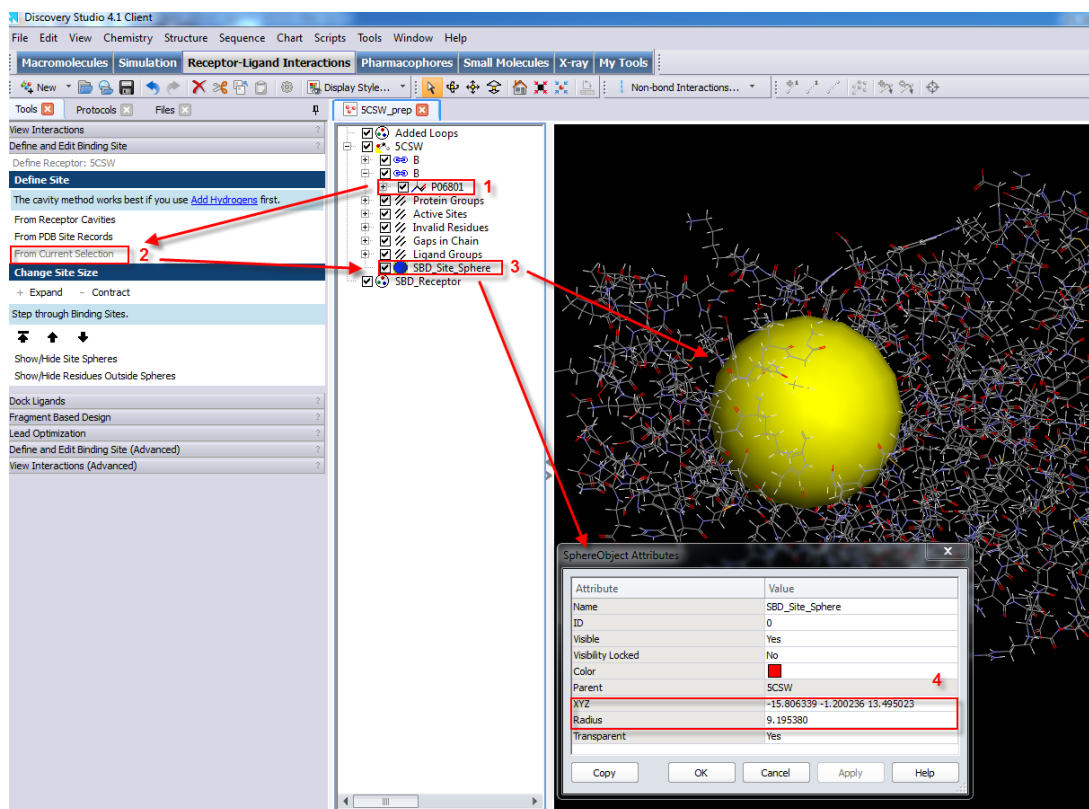 Discovery Studio 4.1 Client
File Edit View Chemistry Structure Sequence Chart Scripts Tools Window Help
Macromolecules Simulation Receptor-Ligand Interactions Pharmacophores Small Molecules X-ray My Tools
New Display Style... Non-bond Interactions...
Tools Protocols Files
5CSW_prep
View Interactions ?
Define and Edit Binding Site ?
Define Receptor: 5CSW
Define Site
The cavity method works best if you use Add Hydrogens first.
From Receptor Cavities
From PDB Site Records
From Current Selection 2
Change Site Size
+ Expand - Contract
Step through Binding Sites.
Show/Hide Site Spheres
Show/Hide Residues Outside Spheres
Dock Ligands ?
Fragment Based Design ?
Lead Optimization ?
Define and Edit Binding Site (Advanced) ?
View Interactions (Advanced) ?
Added Loops
5CSW
B
B
P06801 1
Protein Groups
Active Sites
Invalid Residues
Gaps in Chain
Ligand Groups
SBD_Site_Sphere 3
SBD_Receptor
SphereObject Attributes
Attribute Value
Name SBD_Site_Sphere
ID 0
Visible Yes
Visibility Locked No
Color
Parent 5CSW 4
XYZ -15.806339 -1.200236 13.495023
Radius 9.195380
Transparent Yes
Copy OK Cancel Apply Help